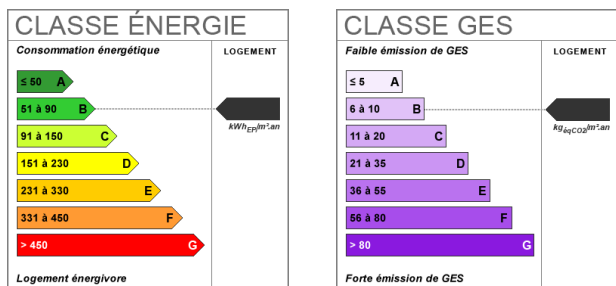 CLASSE ÉNERGIE
Consommation énergétique
LOGEMENT
≤ 50 A
51 à 90 B
kWhEP/m².an
91 à 150 C
151 à 230 D
231 à 330 E
331 à 450 F
> 450 G
Logement énergivore
CLASSE GES
Faible émission de GES
LOGEMENT
≤ 5 A
6 à 10 B
kgéqCO2/m².an
11 à 20 C
21 à 35 D
36 à 55 E
56 à 80 F
> 80 G
Forte émission de GES